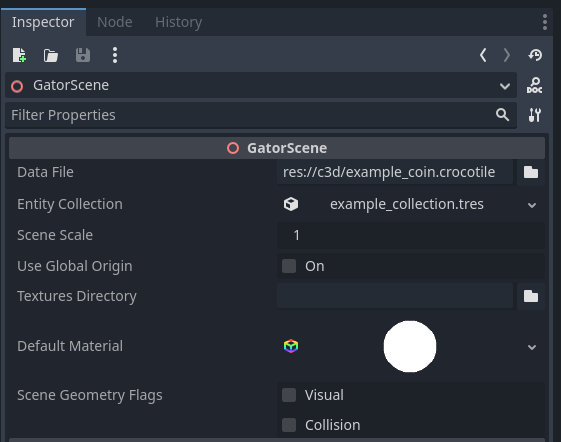 Inspector Node History
GatorScene
DOC
Filter Properties
GatorScene
Data File res://c3d/example_coin.crocotile
Entity Collection example_collection.tres
Scene Scale 1
Use Global Origin On
Textures Directory
Default Material
Scene Geometry Flags Visual
Collision